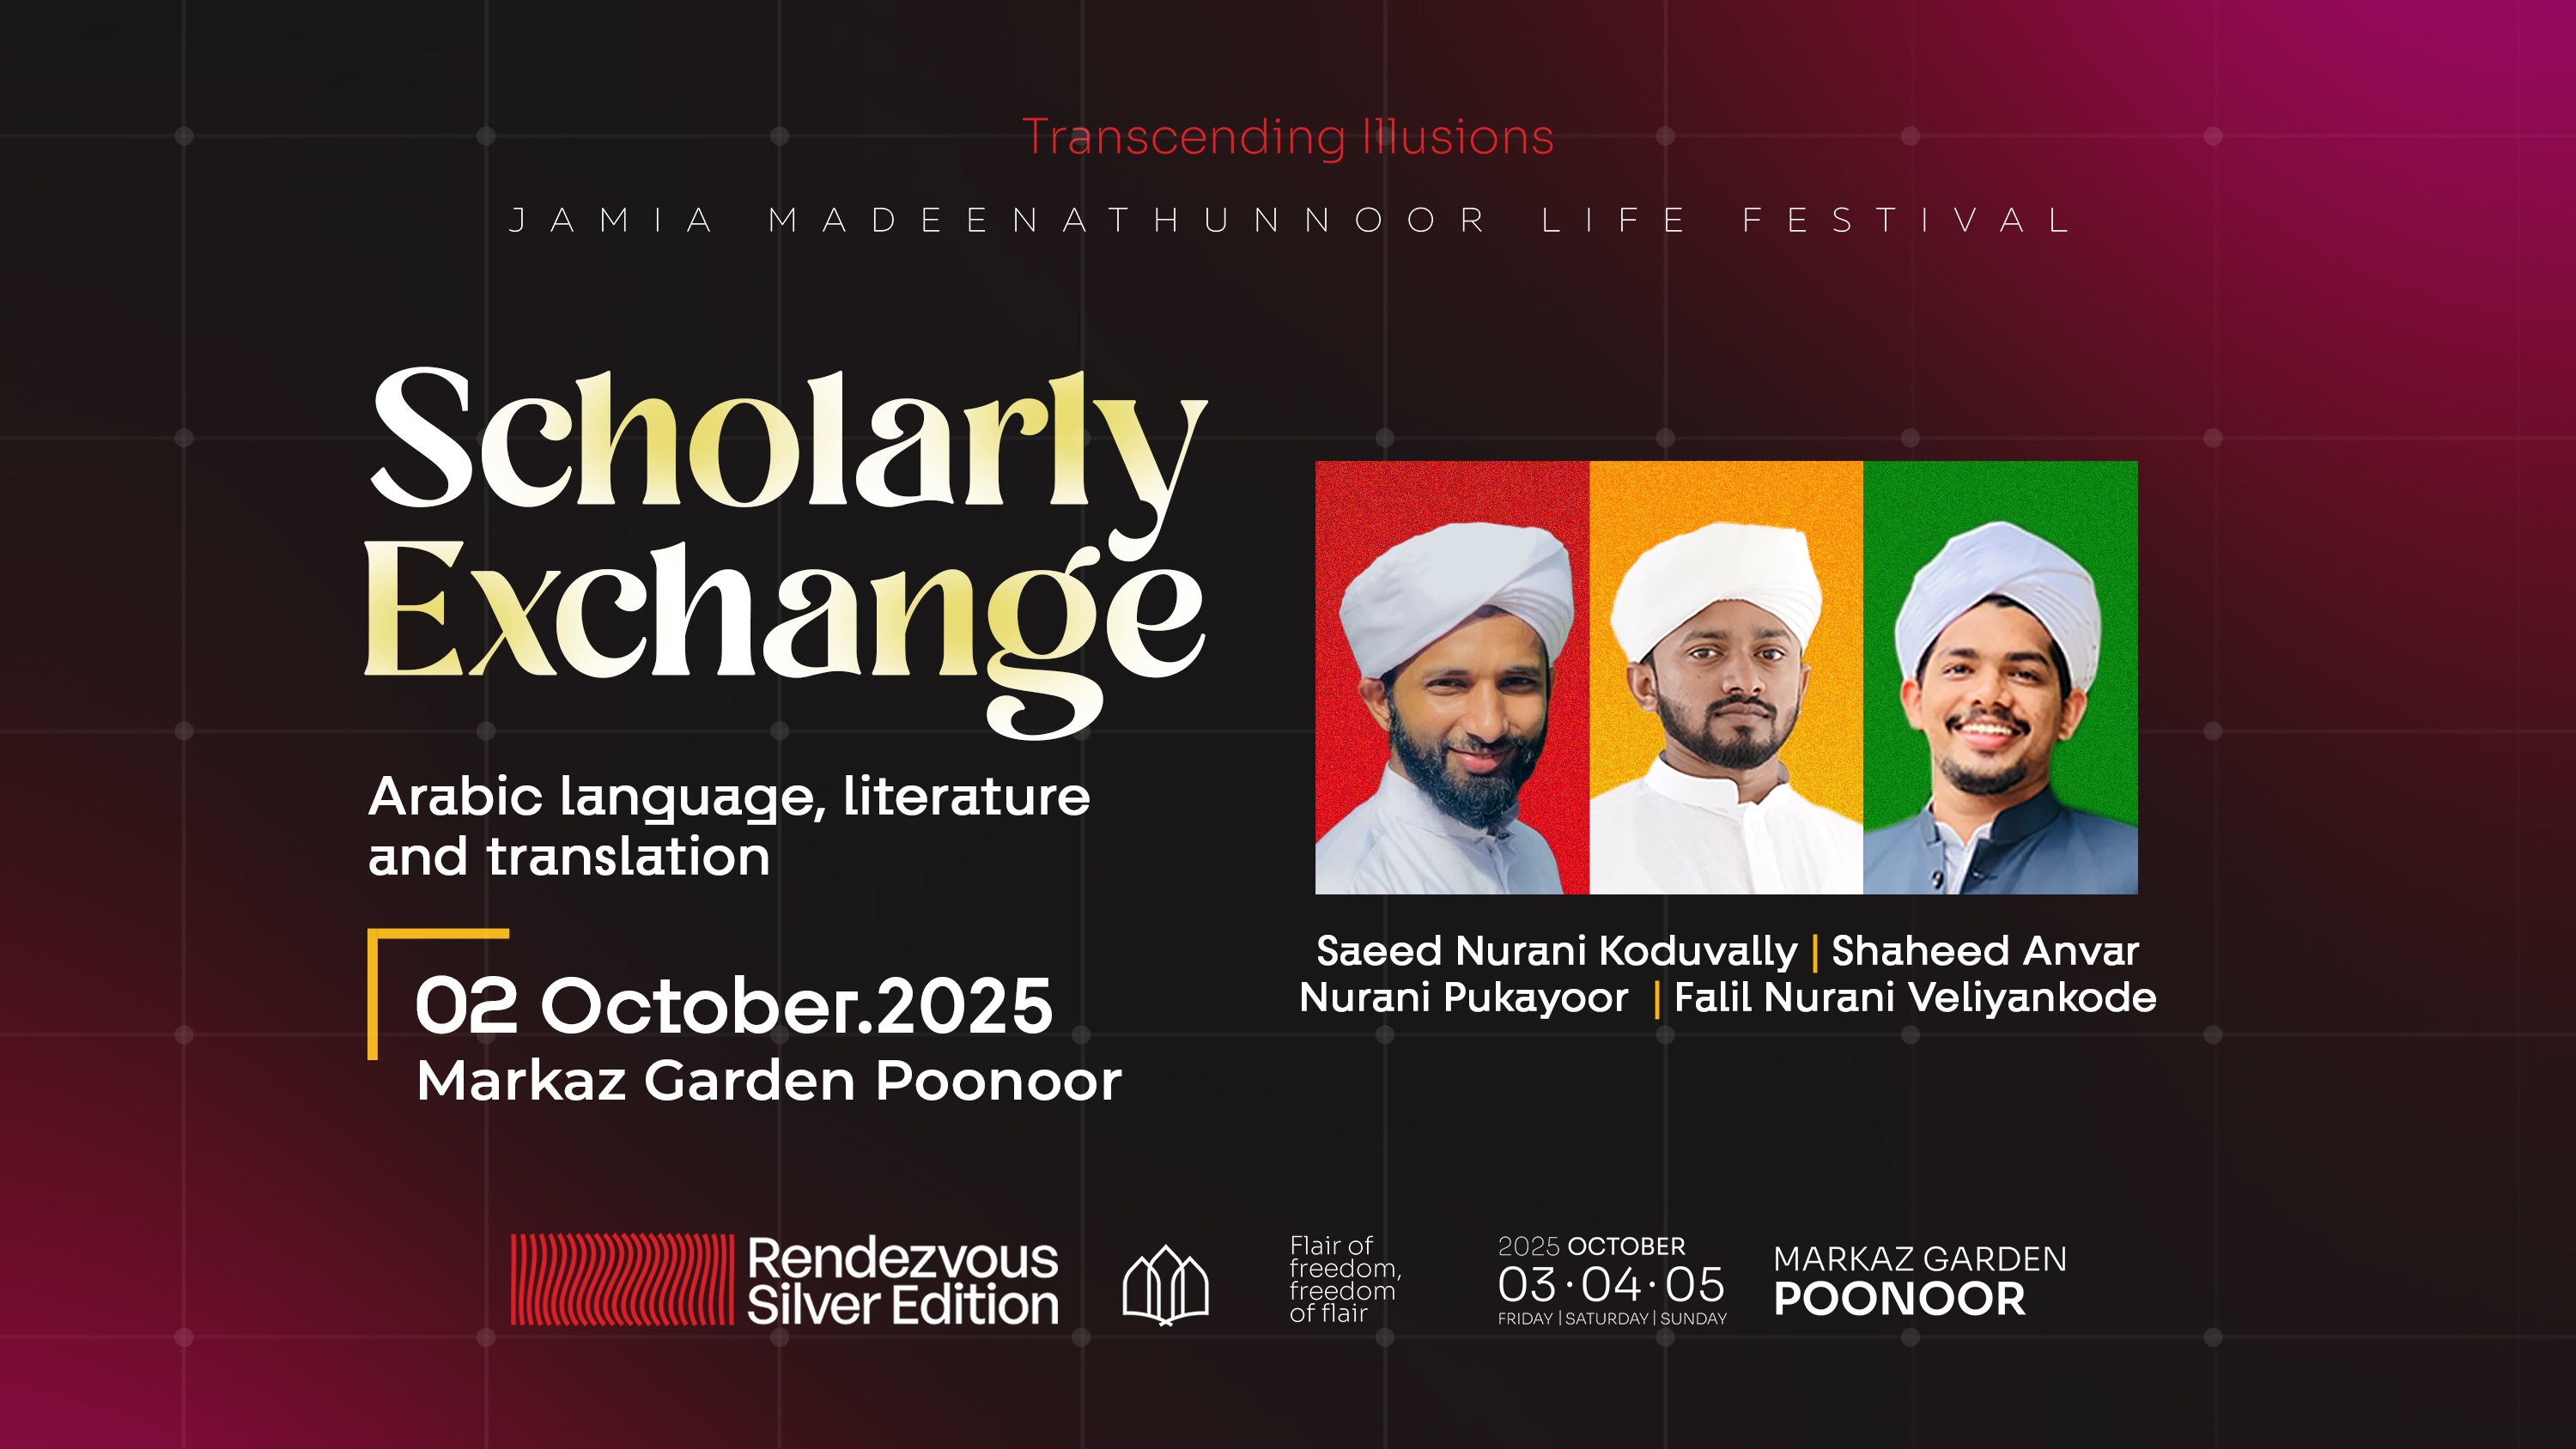 Transcending Illusions
JAMIA MADEENATHUNNOOR LIFE FESTIVAL
Scholarly
Exchange
Arabic language, literature
and translation
02 October.2025
Markaz Garden Poonoor
Saeed Nurani Koduvally | Shaheed Anvar
Nurani Pukayoor | Falil Nurani Veliyankode
Rendezvous
Silver Edition
Flair of
freedom,
freedom
of flair
2025 OCTOBER
03·04·05
FRIDAY | SATURDAY | SUNDAY
MARKAZ GARDEN
POONOOR